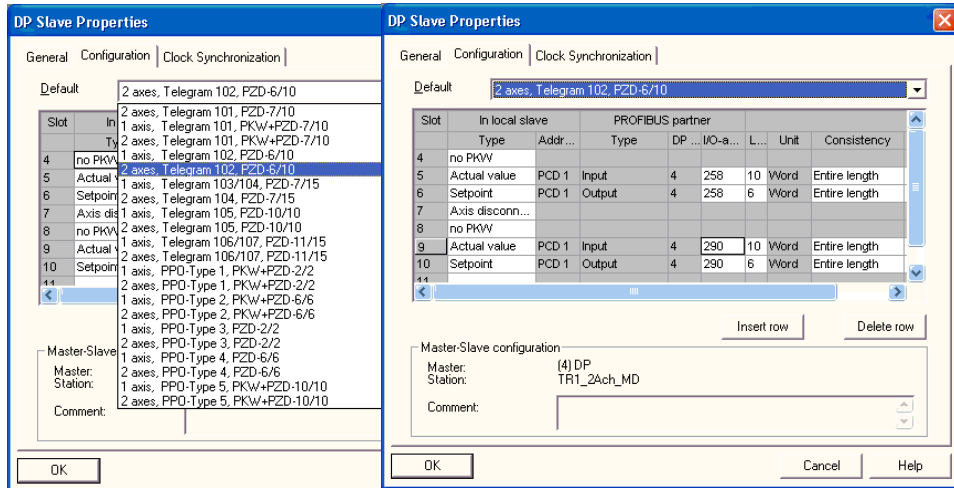 DP Slave Properties
General Configuration Clock Synchronization
Default 2 axes, Telegram 102, PZD-6/10
2 axes, Telegram 101, PZD-7/10
1 axis, Telegram 101, PKW+PZD-7/10
2 axes, Telegram 101, PKW+PZD-7/10
1 axis, Telegram 102, PZD-6/10
2 axes, Telegram 102, PZD-6/10
1 axis, Telegram 103/104, PZD-7/15
2 axes, Telegram 104, PZD-7/15
1 axis, Telegram 105, PZD-10/10
2 axes, Telegram 105, PZD-10/10
1 axis, Telegram 106/107, PZD-11/15
2 axes, Telegram 106/107, PZD-11/15
1 axis, PPO-Type 1, PKW+PZD-2/2
2 axes, PPO-Type 1, PKW+PZD-2/2
1 axis, PPO-Type 2, PKW+PZD-6/6
2 axes, PPO-Type 2, PKW+PZD-6/6
1 axis, PPO-Type 3, PZD-2/2
2 axes, PPO-Type 3, PZD-2/2
1 axis, PPO-Type 4, PZD-6/6
2 axes, PPO-Type 4, PZD-6/6
1 axis, PPO-Type 5, PKW+PZD-10/10
2 axes, PPO-Type 5, PKW+PZD-10/10
Slot In
Ty
4 no PKW
5 Actual
6 Setpoin
7 Axis dis
8 no PKW
9 Actual
10 Setpoin
11
Master-Slave
Master:
Station:
Comment:
OK
DP Slave Properties
General Configuration Clock Synchronization
Default 2 axes, Telegram 102, PZD-6/10
Slot In local slave PROFIBUS partner
Type Addr... Type DP ... I/O-a... L... Unit Consistency
4 no PKW
5 Actual value PCD 1 Input 4 258 10 Word Entire length
6 Setpoint PCD 1 Output 4 258 6 Word Entire length
7 Axis disconn...
8 no PKW
9 Actual value PCD 1 Input 4 290 10 Word Entire length
10 Setpoint PCD 1 Output 4 290 6 Word Entire length
11
Insert row Delete row
Master-Slave configuration
Master: (4) DP
Station: TR1_2Ach_MD
Comment:
OK Cancel Help